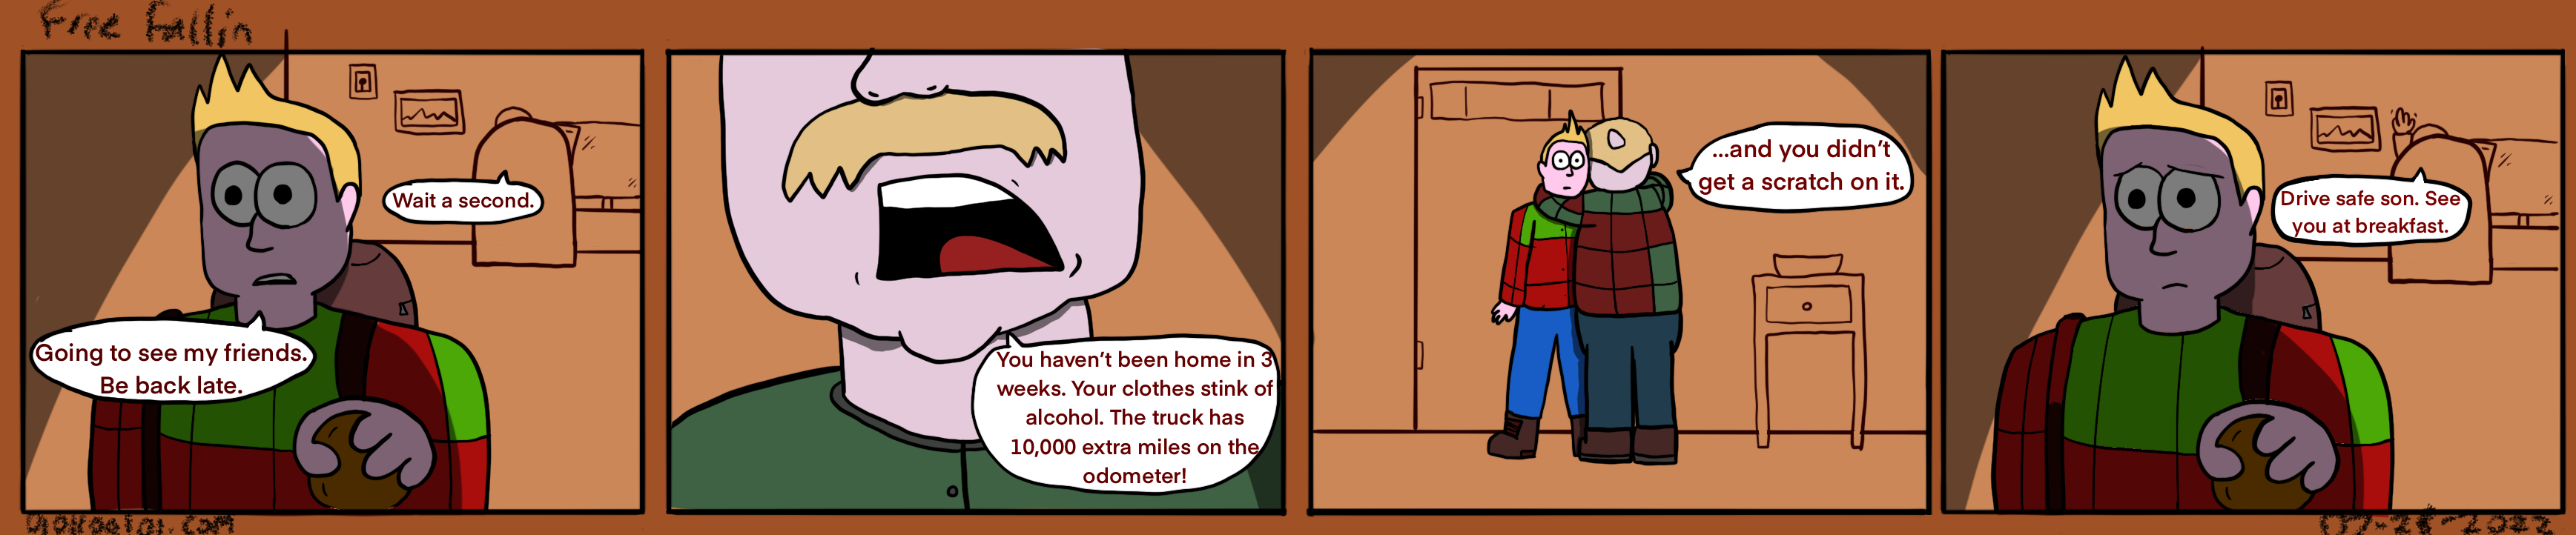 Free Fallin
Going to see my friends.
Be back late.
Wait a second.
You haven't been home in 3
weeks. Your clothes stink of
alcohol. The truck has
10,000 extra miles on the
odometer!
...and you didn't
get a scratch on it.
Drive safe son. See
you at breakfast.